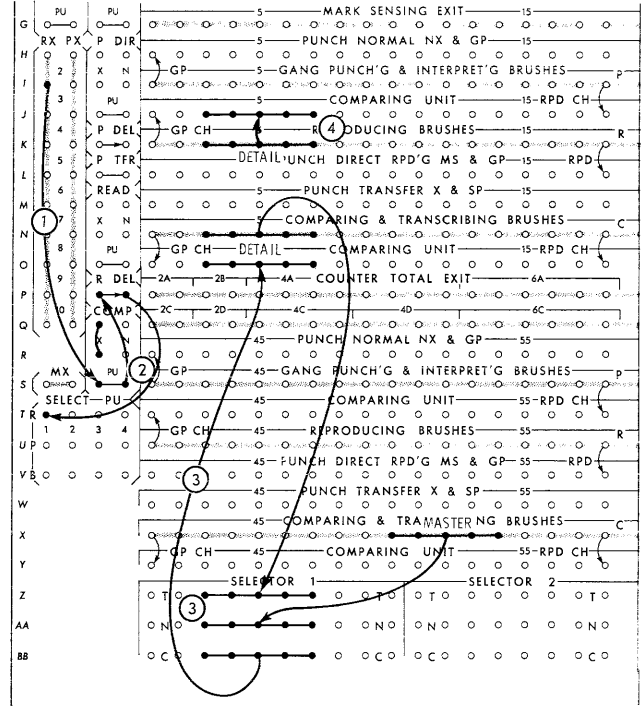 PU PU 5 MARK SENSING EXIT 15
G
RX PX P DIR 5 PUNCH NORMAL NX & GP 15
H
2 X N GP 5 GANG PUNCH'G & INTERPRET'G BRUSHES P
I
3 PU 5 COMPARING UNIT 15 RPD CH
J
4 P DEL GP CH R ODUCING BRUSHES 4 R
K
5 P TFR DETAIL UNCH DIRECT RPD'G MS & GP 15 RPD
L
6 READ 5 PUNCH TRANSFER X & SP 15
M
1 7 X N 5 COMPARING & TRANSCRIBING BRUSHES C
N
8 PU GP CH DETAIL COMPARING UNIT 15 RPD CH
O
9 R DEL 2A 2B 4A COUNTER TOTAL EXIT 6A
P
0 COMP 2C 2D 4C 4D 6C
Q
X N 45 PUNCH NORMAL NX & GP 55
R
MX PU 2 GP 45 GANG PUNCH'G & INTERPRET'G BRUSHES P
S
SELECT PU 45 COMPARING UNIT 55 RPD CH
T R
1 2 3 4 GP CH 45 REPRODUCING BRUSHES R
U P
45 PUNCH DIRECT RPD'G MS & GP 55 RPD
V B
3 45 PUNCH TRANSFER X & SP 55
W
45 COMPARING & TRA MASTER NG BRUSHES C
X
GP CH 45 COMPARING UNIT 55 RPD CH
Y
SELECTOR 1 SELECTOR 2
Z T 3 T T T
AA N N N N
BB C C C C